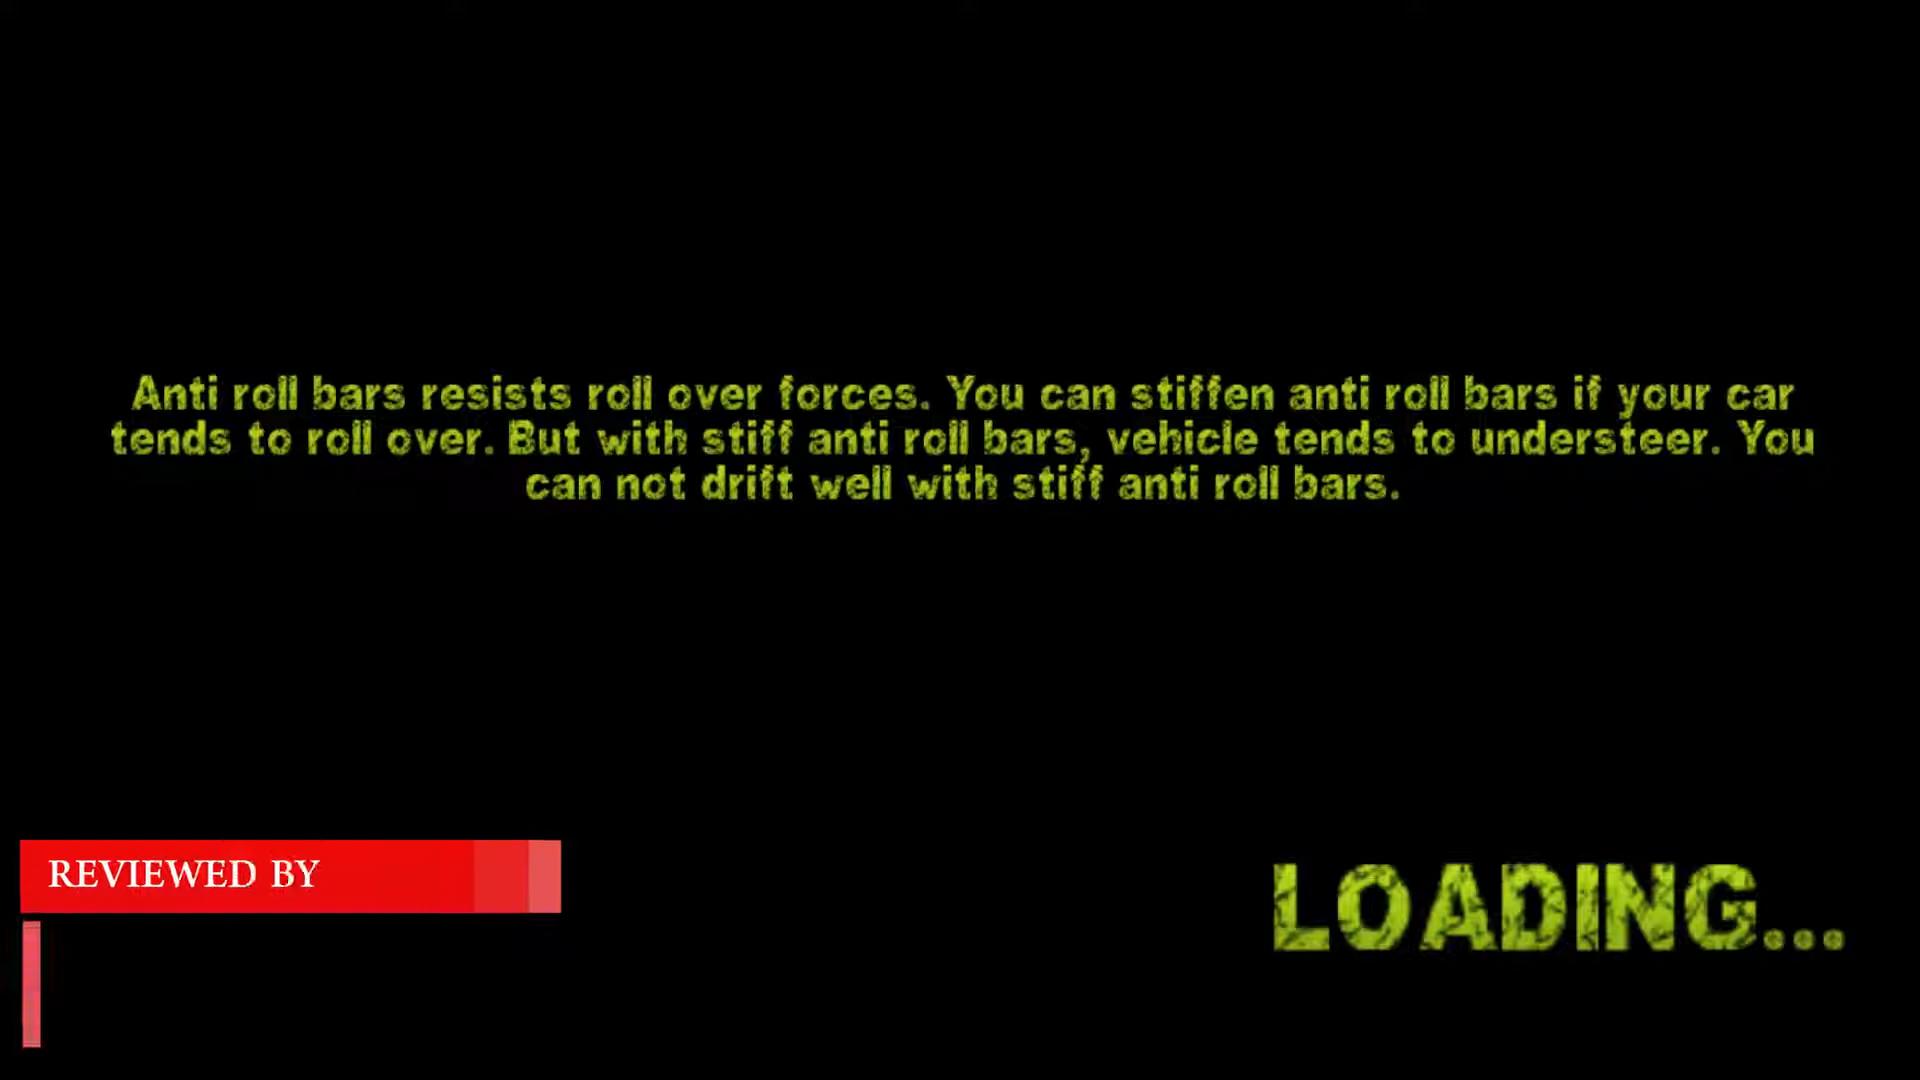 Anti roll bars resists roll over forces. You can stiffen anti roll bars if your car
tends to roll over. But with stiff anti roll bars, vehicle tends to understeer. You
can not drift well with stiff anti roll bars.
REVIEWED BY
LOADING...